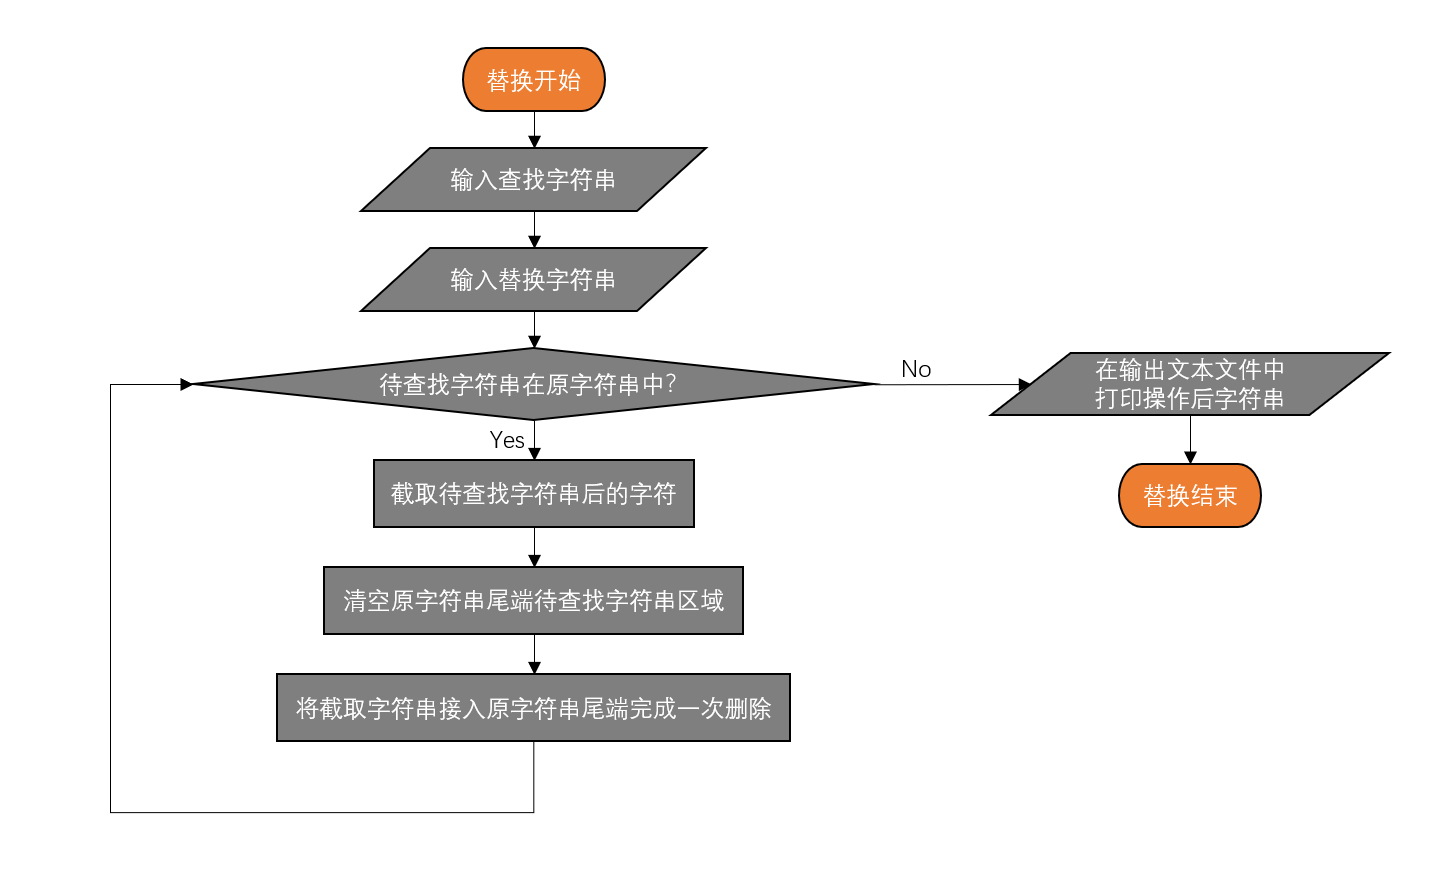 替换开始
输入查找字符串
输入替换字符串
待查找字符串在原字符串中?
No
在输出文本文件中
打印操作后字符串
Yes
截取待查找字符串后的字符
替换结束
清空原字符串尾端待查找字符串区域
将截取字符串接入原字符串尾端完成一次删除